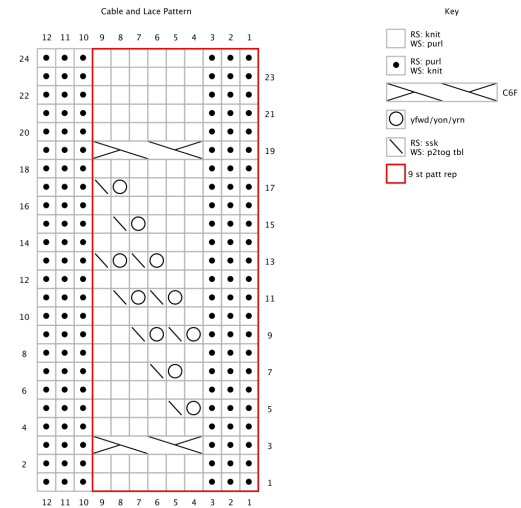 Cable and Lace Pattern
Key
12 11 10 9 8 7 6 5 4 3 2 1
24
23
22
21
20
19
18
17
16
15
14
13
12
11
10
9
8
7
6
5
4
3
2
1
12 11 10 9 8 7 6 5 4 3 2 1
RS: knit
WS: purl
RS: purl
WS: knit
C6F
yfwd/yon/yrn
RS: ssk
WS: p2tog tbl
9 st patt rep